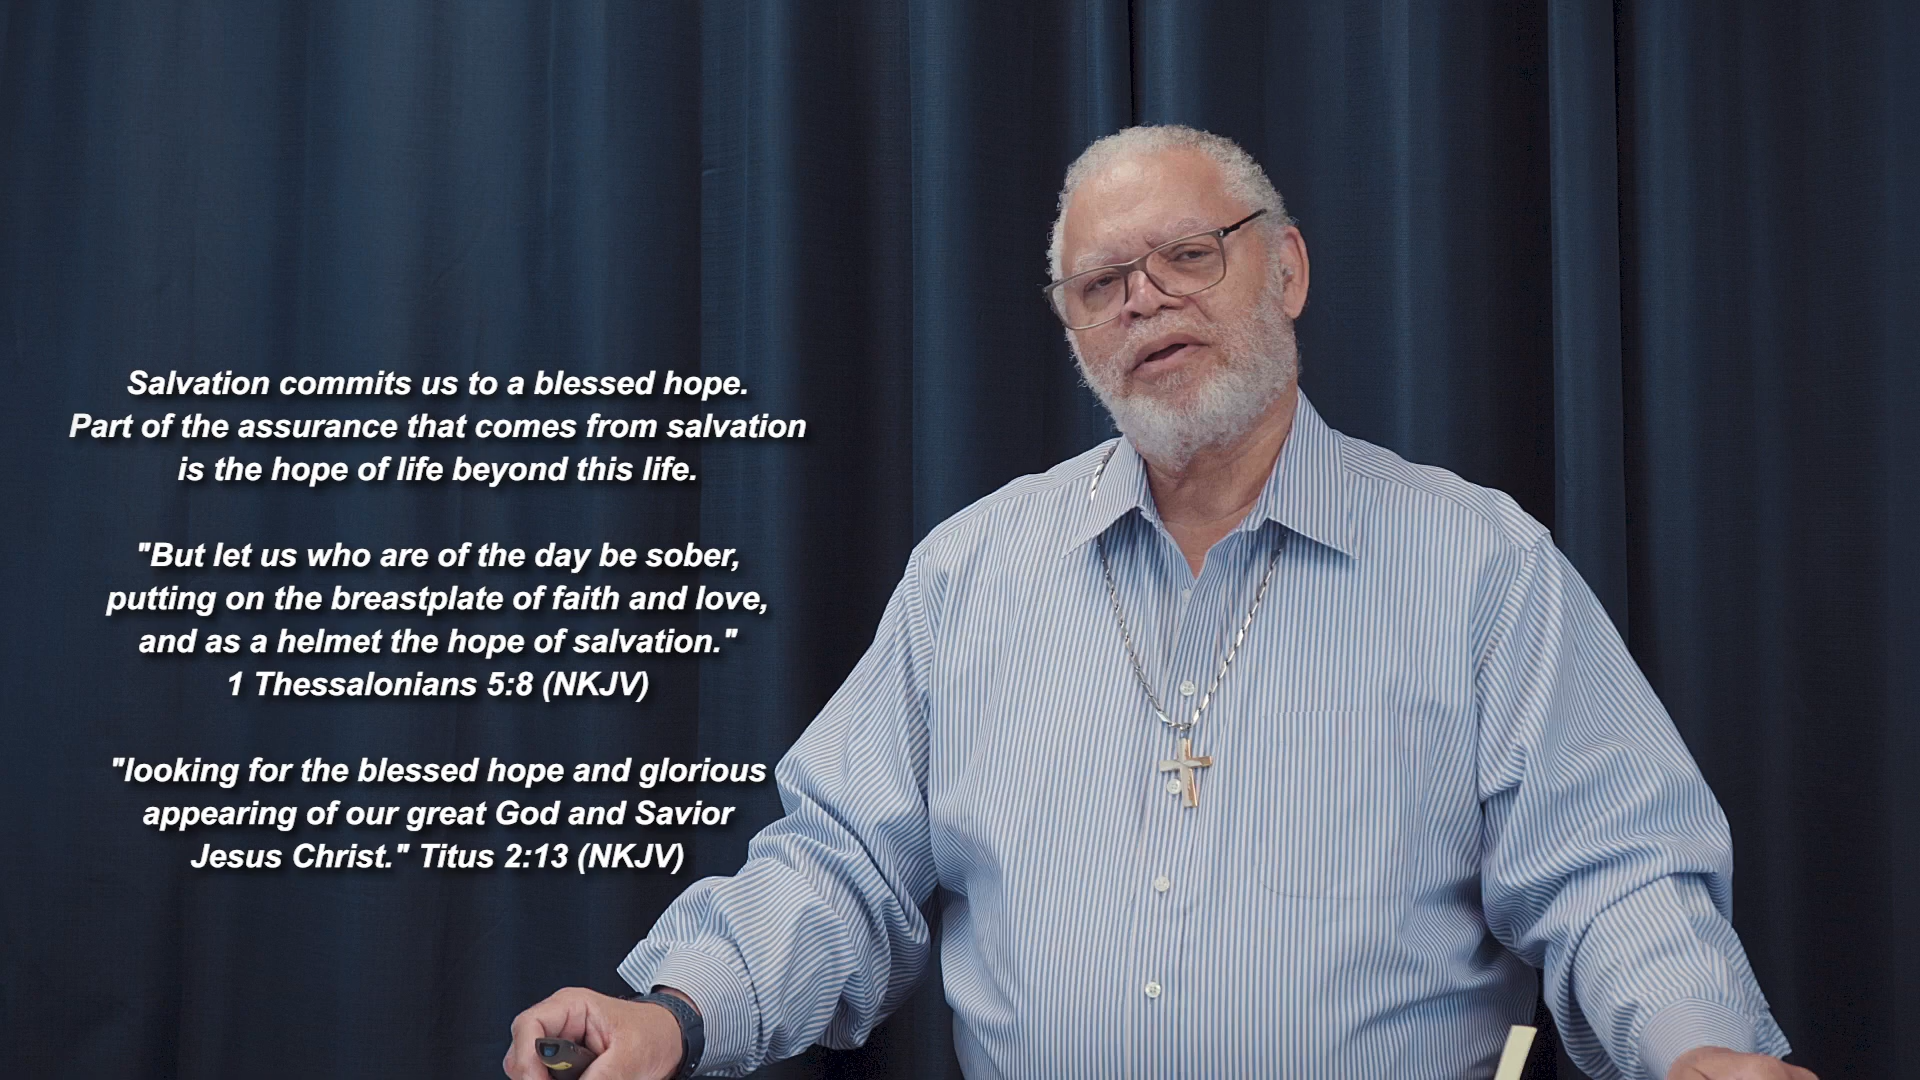 Salvation commits us to a blessed hope.
Part of the assurance that comes from salvation
is the hope of life beyond this life.
"But let us who are of the day be sober,
putting on the breastplate of faith and love,
and as a helmet the hope of salvation."
1 Thessalonians 5:8 (NKJV)
"looking for the blessed hope and glorious
appearing of our great God and Savior
Jesus Christ." Titus 2:13 (NKJV)